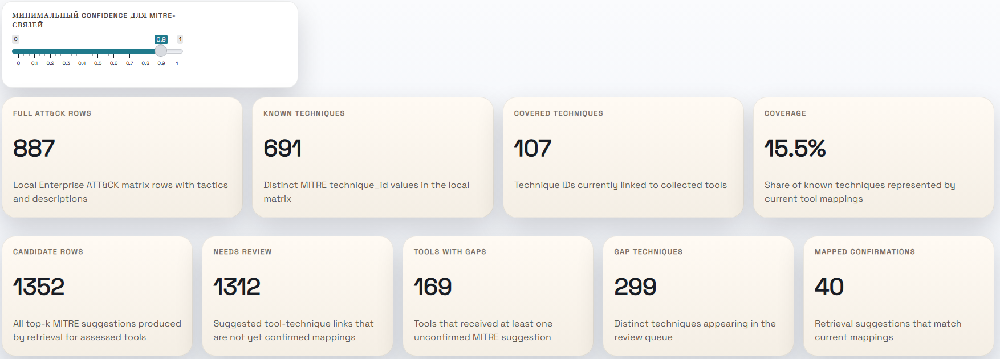 МИНИМАЛЬНЫЙ CONFIDENCE ДЛЯ MITRE-
СВЯЗЕЙ
0 0.9 1
0 0.1 0.2 0.3 0.4 0.5 0.6 0.7 0.8 0.9 1
FULL ATT&CK ROWS
887
Local Enterprise ATT&CK matrix rows with tactics
and descriptions
KNOWN TECHNIQUES
691
Distinct MITRE technique_id values in the local
matrix
COVERED TECHNIQUES
107
Technique IDs currently linked to collected tools
COVERAGE
15.5%
Share of known techniques represented by
current tool mappings
CANDIDATE ROWS
1352
All top-k MITRE suggestions produced
by retrieval for assessed tools
NEEDS REVIEW
1312
Suggested tool-technique links that
are not yet confirmed mappings
TOOLS WITH GAPS
169
Tools that received at least one
unconfirmed MITRE suggestion
GAP TECHNIQUES
299
Distinct techniques appearing in the
review queue
MAPPED CONFIRMATIONS
40
Retrieval suggestions that match
current mappings